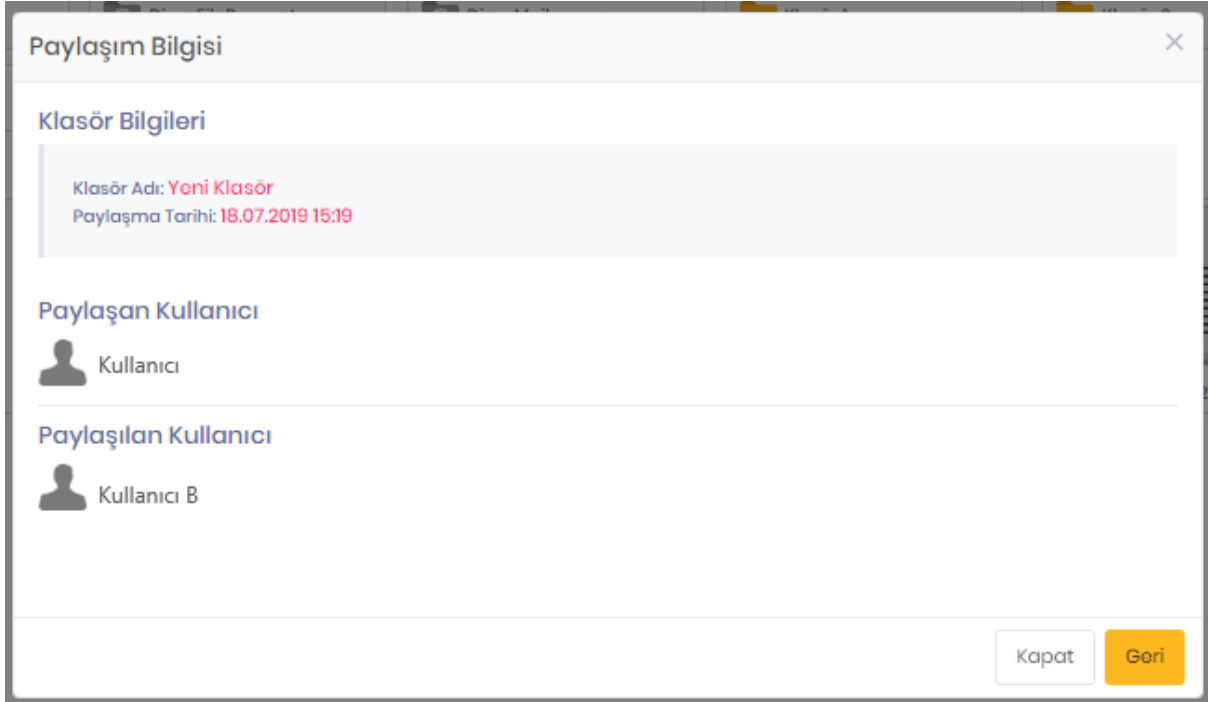 Paylaşım Bilgisi
Klasör Bilgileri
Klasör Adı: Yeni Klasör
Paylaşma Tarihi: 18.07.2019 15:19
Paylaşan Kullanıcı
Kullanıcı
Paylaşılan Kullanıcı
Kullanıcı B
Kapat
Geri